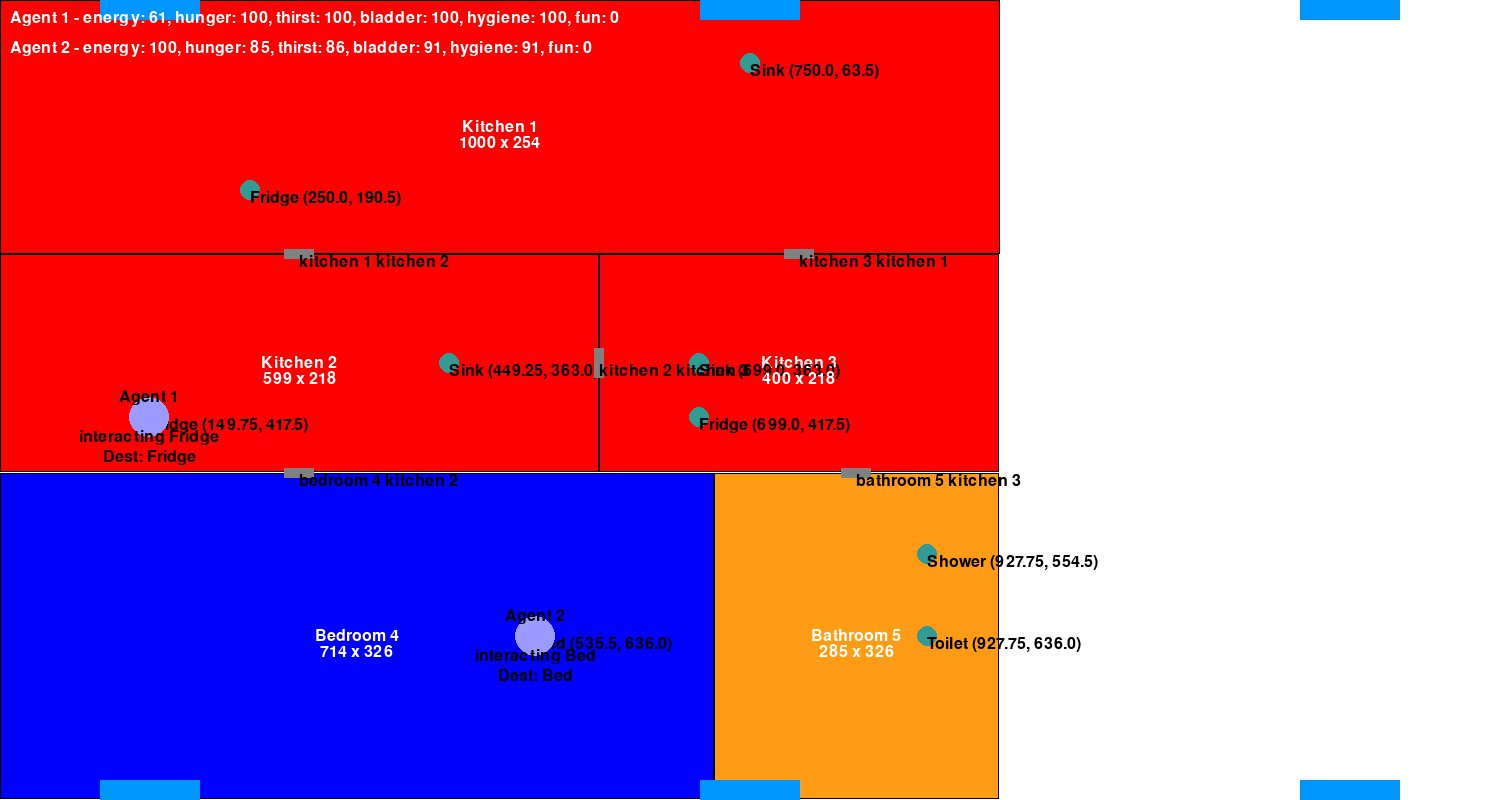 Agent 1 - energy: 61, hunger: 100, thirst: 100, bladder: 100, hygiene: 100, fun: 0
Agent 2 - energy: 100, hunger: 85, thirst: 86, bladder: 91, hygiene: 91, fun: 0
Sink (750.0, 63.5)
Kitchen 1
1000 x 254
Fridge (250.0, 190.5)
kitchen 1 kitchen 2
kitchen 3 kitchen 1
Kitchen 2
599 x 218
Sink (449.25, 363.0
kitchen 2 kitchen 3
Kitchen 3
400 x 218
Sink (699.0, 363.0)
Agent 1
dge (149.75, 417.5)
interacting Fridge
Dest: Fridge
Fridge (699.0, 417.5)
bedroom 4 kitchen 2
bathroom 5 kitchen 3
Shower (927.75, 554.5)
Agent 2
Bedroom 4
714 x 326
d (535.5, 636.0)
interacting Bed
Dest: Bed
Bathroom 5
285 x 326
Toilet (927.75, 636.0)